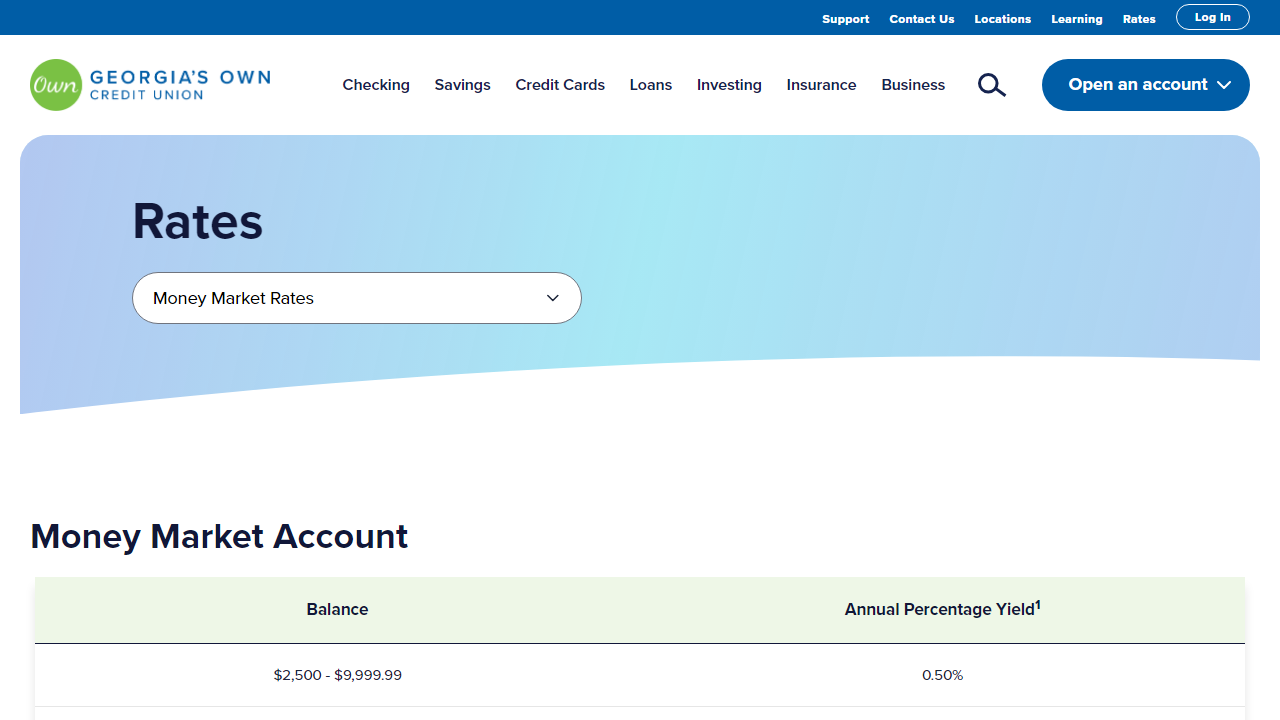 Support Contact Us Locations Learning Rates Log In
Own GEORGIA'S OWN
CREDIT UNION
Checking Savings Credit Cards Loans Investing Insurance Business Open an account
Rates
Money Market Rates
Money Market Account
Balance Annual Percentage Yield1
$2,500 - $9,999.99 0.50%